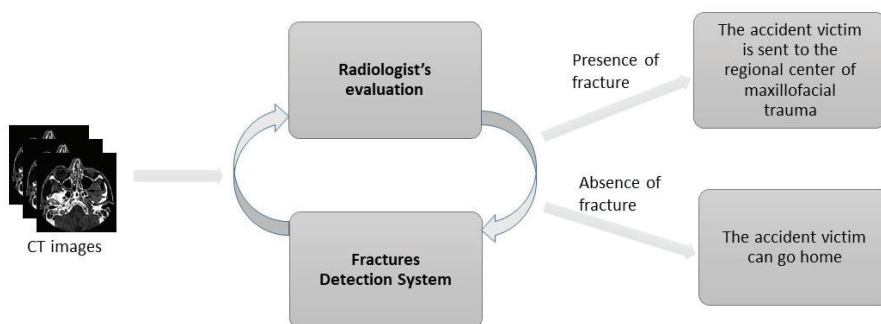 CT images
Radiologist's
evaluation
Fractures
Detection System
Presence of
fracture
The accident victim
is sent to the
regional center of
maxillofacial
trauma
Absence of
fracture
The accident victim
can go home